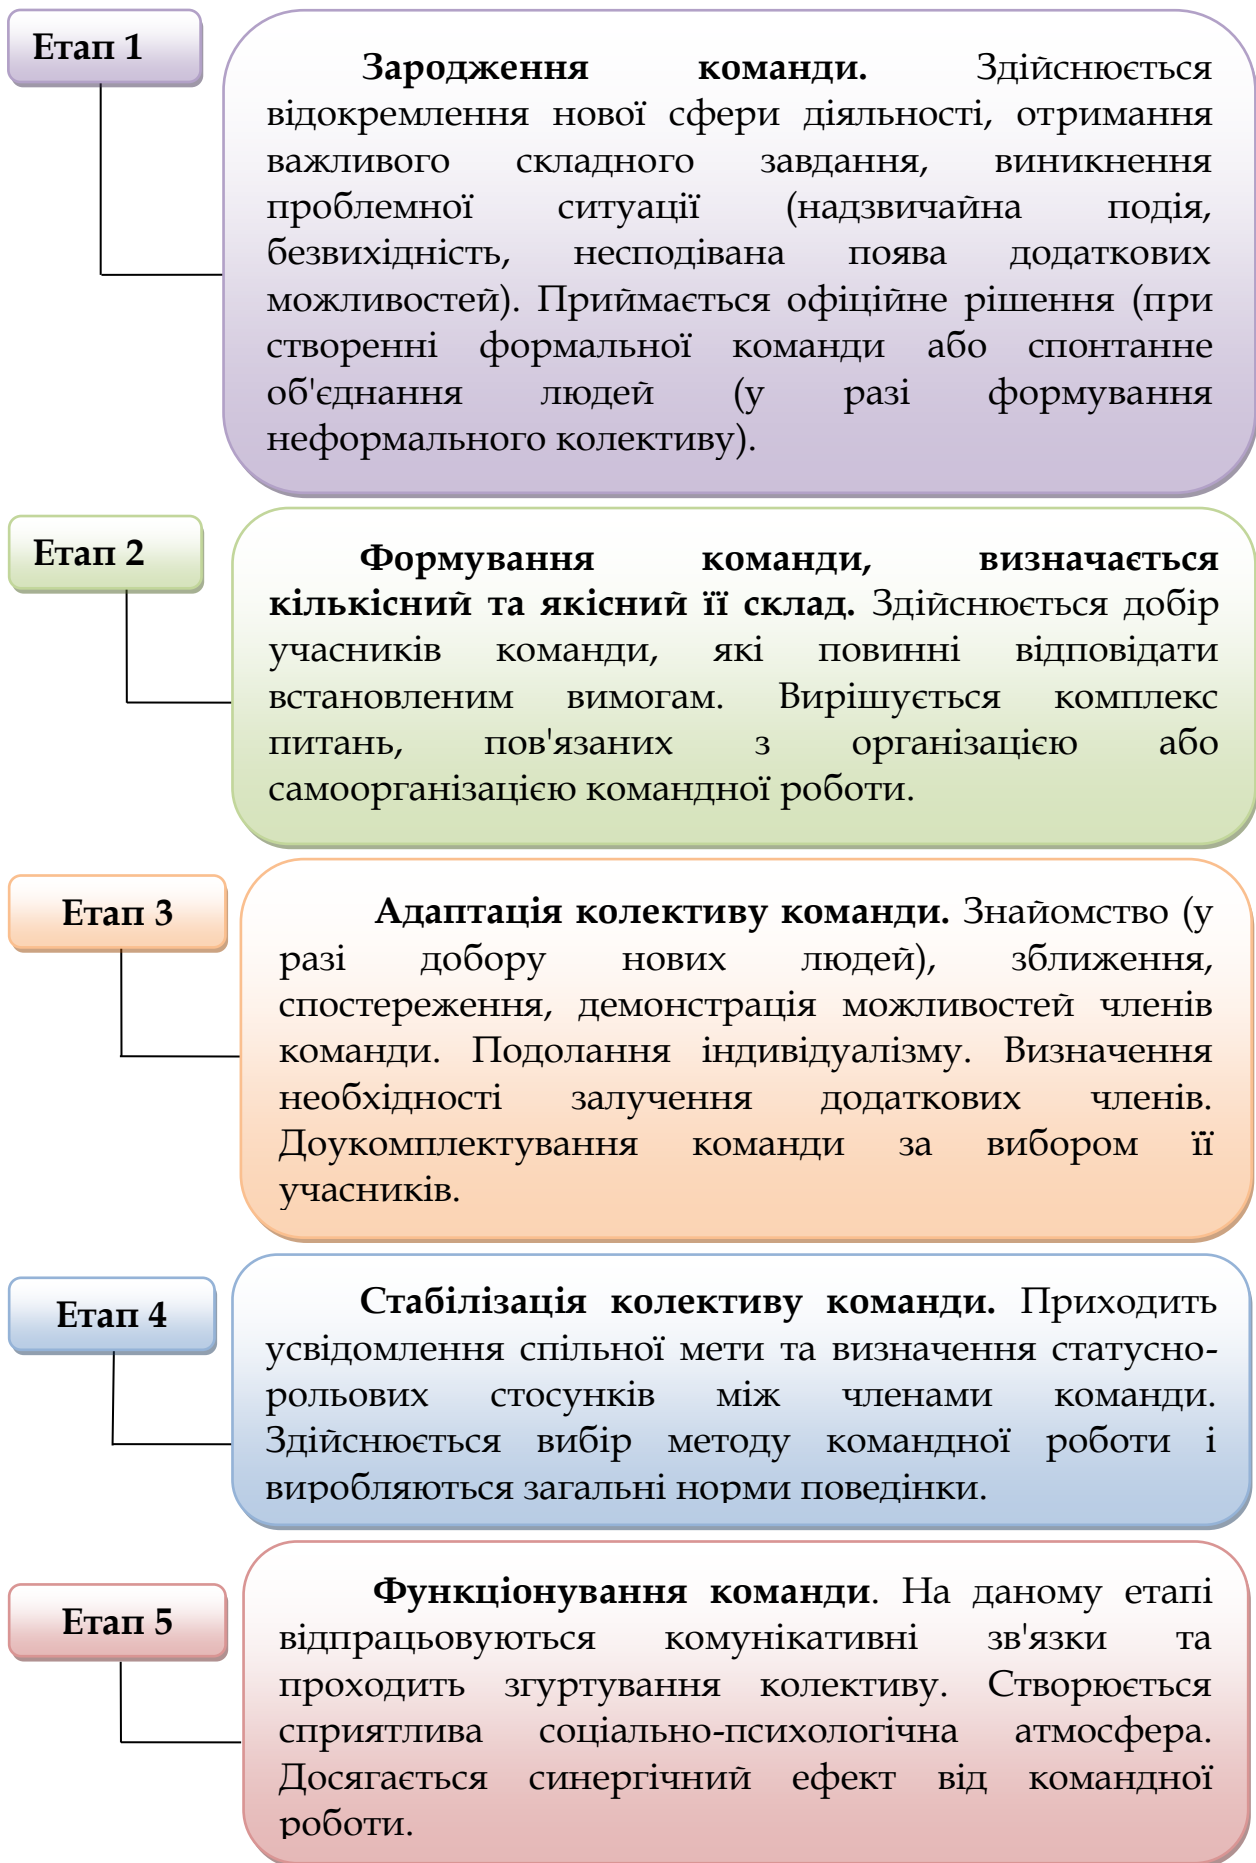 Етап 1
Зародження команди. Здійснюється
відокремлення нової сфери діяльності, отримання
важливого складного завдання, виникнення
проблемної ситуації (надзвичайна подія,
безвихідність, несподівана поява додаткових
можливостей). Приймається офіційне рішення (при
створенні формальної команди або спонтанне
об'єднання людей (у разі формування
неформального колективу).
Етап 2
Формування команди, визначається
кількісний та якісний її склад. Здійснюється добір
учасників команди, які повинні відповідати
встановленим вимогам. Вирішується комплекс
питань, пов'язаних з організацією або
самоорганізацією командної роботи.
Етап 3
Адаптація колективу команди. Знайомство (у
разі добору нових людей), зближення,
спостереження, демонстрація можливостей членів
команди. Подолання індивідуалізму. Визначення
необхідності залучення додаткових членів.
Доукомплектування команди за вибором її
учасників.
Етап 4
Стабілізація колективу команди. Приходить
усвідомлення спільної мети та визначення статусно-
рольових стосунків між членами команди.
Здійснюється вибір методу командної роботи і
виробляються загальні норми поведінки.
Етап 5
Функціонування команди. На даному етапі
відпрацьовуються комунікативні зв'язки та
проходить згуртування колективу. Створюється
сприятлива соціально-психологічна атмосфера.
Досягається синергічний ефект від командної
роботи.